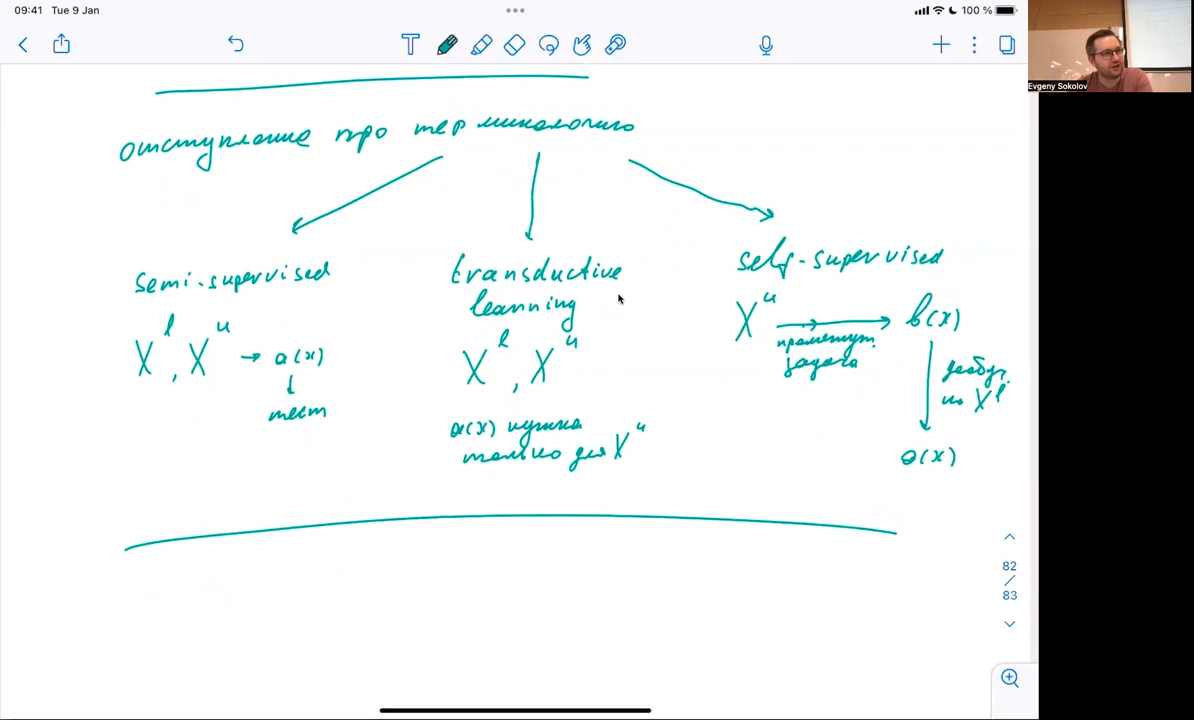 09:41 Tue 9 Jan
100 %
Evgeny Sokolov
отступление про терминологию
semi-supervised
X^l, X^u → a(x)
↓
тест
transductive
learning
X^l, X^u
a(x) нужна
только для X^u
self-supervised
X^u → b(x)
промежут.
задача
дообуч.
на X^l
a(x)
82
/
83